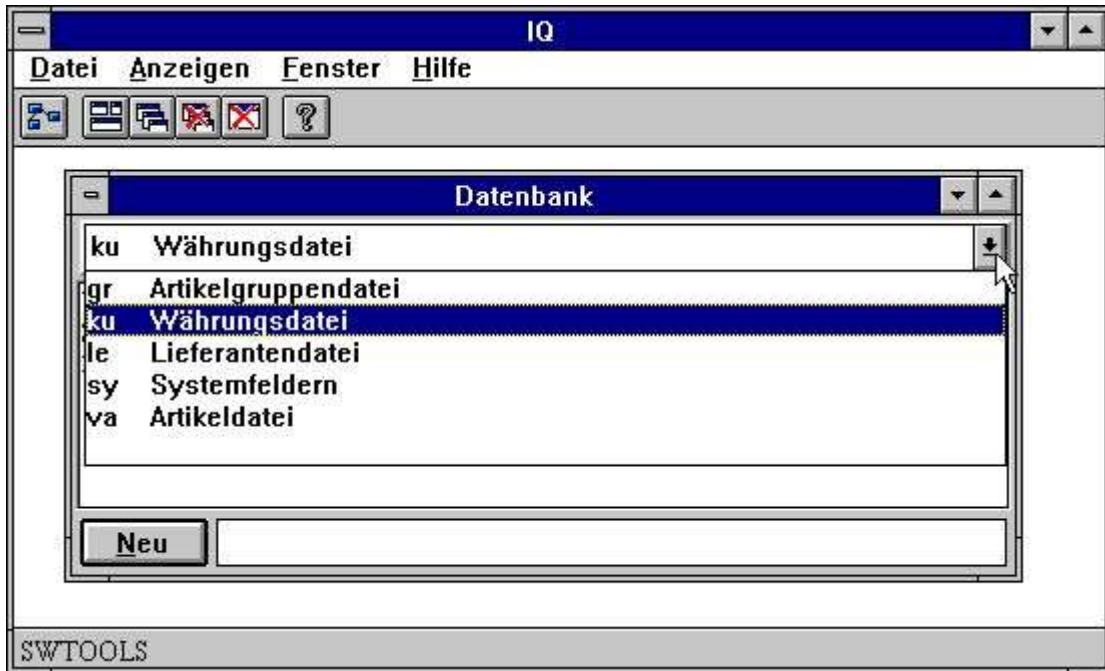 IQ
Datei Anzeigen Fenster Hilfe
?
Datenbank
ku Währungsdatei
gr Artikelgruppendatei
ku Währungsdatei
le Lieferantendatei
sy Systemfeldern
va Artikeldatei
Neu
SWTOOLS